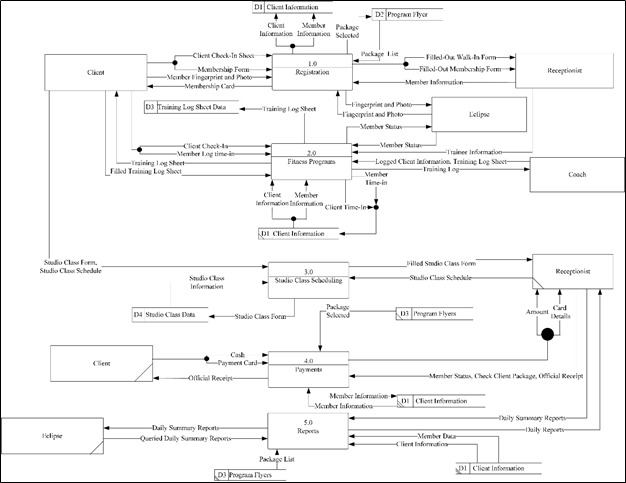 D1 Client Information
Client
Information
Member
Information
Package
Selected
D2 Program Flyer
Package List
Client
Client Check-In Sheet
Membership Form
Member Fingerprint and Photo
Membership Card
1.0
Registration
Filled-Out Walk-In Form
Filled-Out Membership Form
Member Information
Receptionist
Training Log Sheet
D3 Training Log Sheet Data
Fingerprint and Photo
Fingerprint and Photo
Eclipse
Member Status
Member Status
Client Check-In
Member Log time-in
Training Log Sheet
Filled Training Log Sheet
2.0
Fitness Programs
Trainee Information
Logged Client Information, Training Log Sheet
Training Log
Coach
Member
Time-in
Client
Information
Member
Information
Client Time-In
D1 Client Information
Studio Class Form,
Studio Class Schedule
Studio Class
Information
3.0
Studio Class Scheduling
Filled Studio Class Form
Studio Class Schedule
Receptionist
D4 Studio Class Data
Studio Class Form
Package
Selected
D3 Program Flyers
Amount
Card
Details
Client
Cash
Payment Card
Official Receipt
4.0
Payments
Member Status, Check Client Package, Official Receipt
Member Information
Member Information
D1 Client Information
Eclipse
Daily Summary Reports
Queried Daily Summary Reports
5.0
Reports
Daily Summary Reports
Daily Reports
Member Data
Client Information
Package List
D3 Program Flyers
D1 Client Information